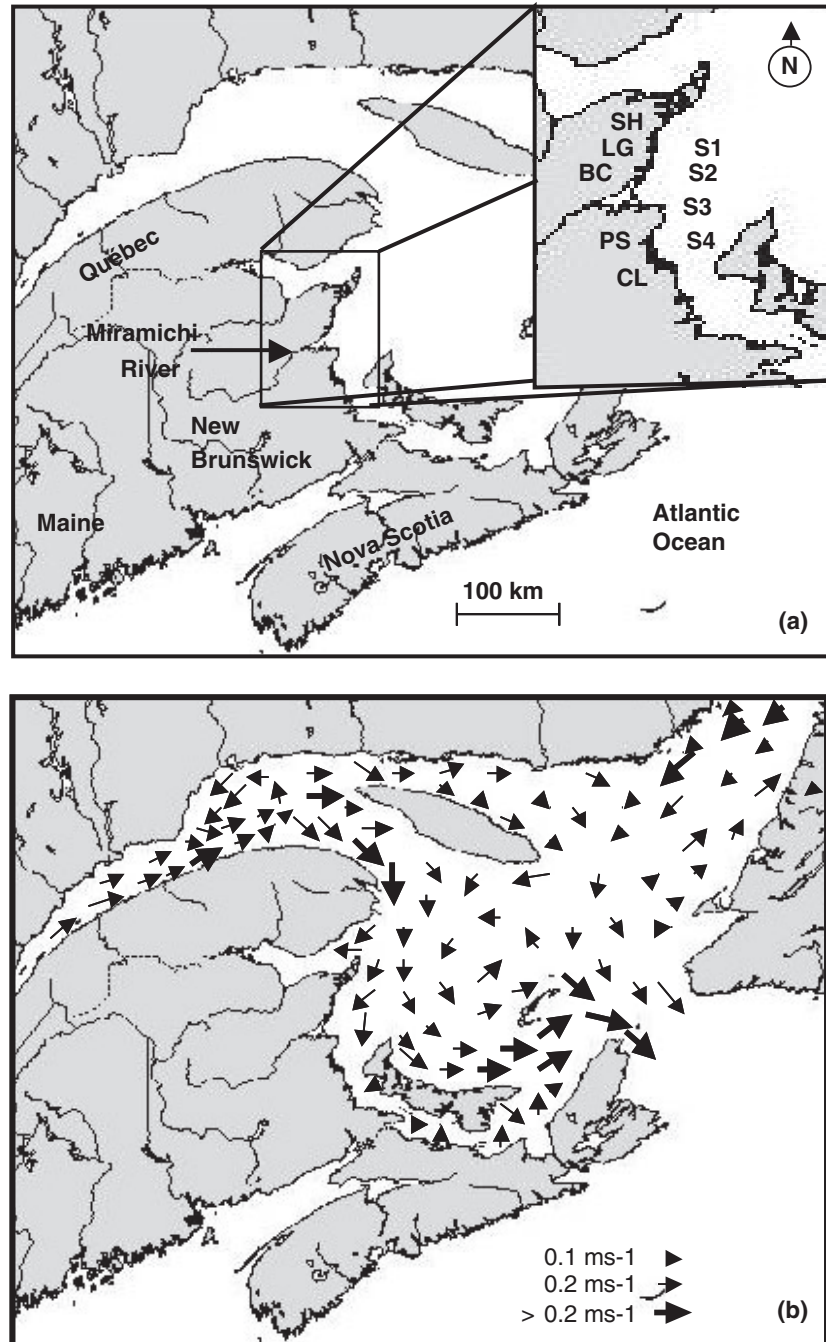 N
SH
LG
BC
S1
S2
S3
S4
PS
CL
Québec
Miramichi
River
New
Brunswick
Maine
Nova Scotia
Atlantic
Ocean
100 km
(a)
0.1 ms-1
0.2 ms-1
> 0.2 ms-1
(b)